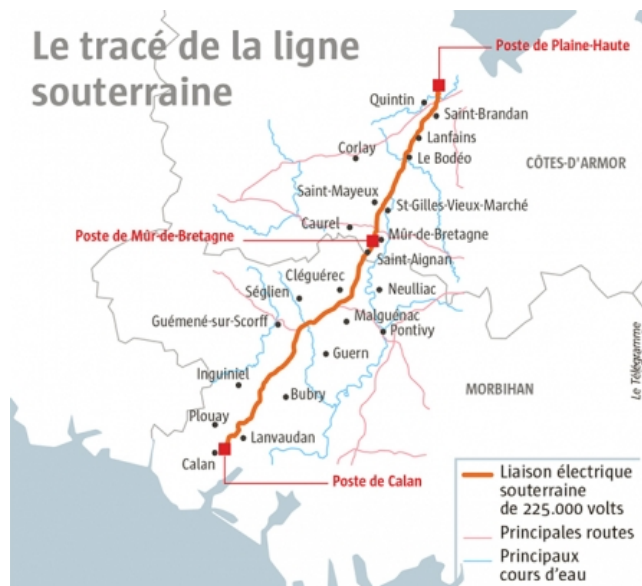 Le tracé de la ligne
souterraine
Poste de Plaine-Haute
Quintin
Saint-Brandan
Lanfains
Corlay
Le Bodéo
CÔTES-D'ARMOR
Saint-Mayeux
St-Gilles-Vieux-Marché
Caurel
Poste de Mûr-de-Bretagne
Mûr-de-Bretagne
Saint-Aignan
Cléguérec
Séglien
Neulliac
Guémené-sur-Scorff
Malguénac
Pontivy
Guern
Inguiniel
MORBIHAN
Bubry
Plouay
Lanvaudan
Calan
Poste de Calan
Le Télégramme
Liaison électrique
souterraine
de 225.000 volts
Principales routes
Principaux
cours d'eau